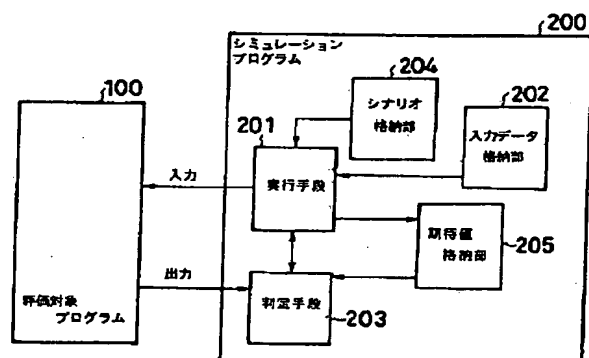 200
シミュレーション
プログラム
204
シナリオ
格納部
202
入力データ
格納部
100
201
実行手段
入力
期待値
格納部
205
出力
判定手段
203
評価対象
プログラム